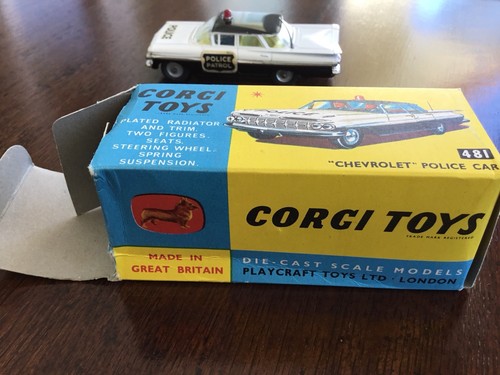 POLICE
POLICE
PATROL
CORGI
TOYS
PLATED RADIATOR
AND TRIM.
TWO FIGURES.
SEATS.
STEERING WHEEL.
SPRING
SUSPENSION.
481
"CHEVROLET" POLICE CAR
CORGI TOYS
TRADE MARK REGISTERED
MADE IN
GREAT BRITAIN
DIE-CAST SCALE MODELS
PLAYCRAFT TOYS LTD · LONDON